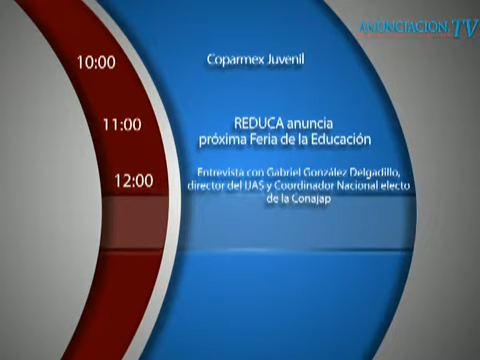 ANUNCIACION.TV
10:00 Coparmex Juvenil
11:00 REDUCA anuncia
próxima Feria de la Educación
12:00 Entrevista con Gabriel González Delgadillo,
director del UAS y Coordinador Nacional electo
de la Conajap